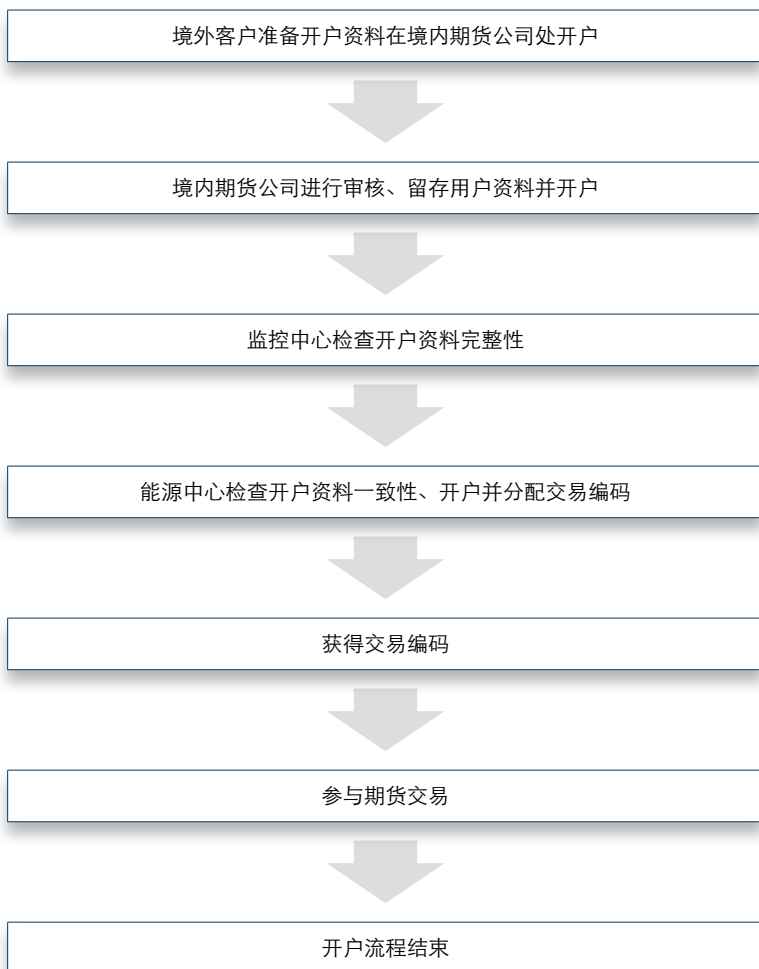 境外客户准备开户资料在境内期货公司处开户
境内期货公司进行审核、留存用户资料并开户
监控中心检查开户资料完整性
能源中心检查开户资料一致性、开户并分配交易编码
获得交易编码
参与期货交易
开户流程结束